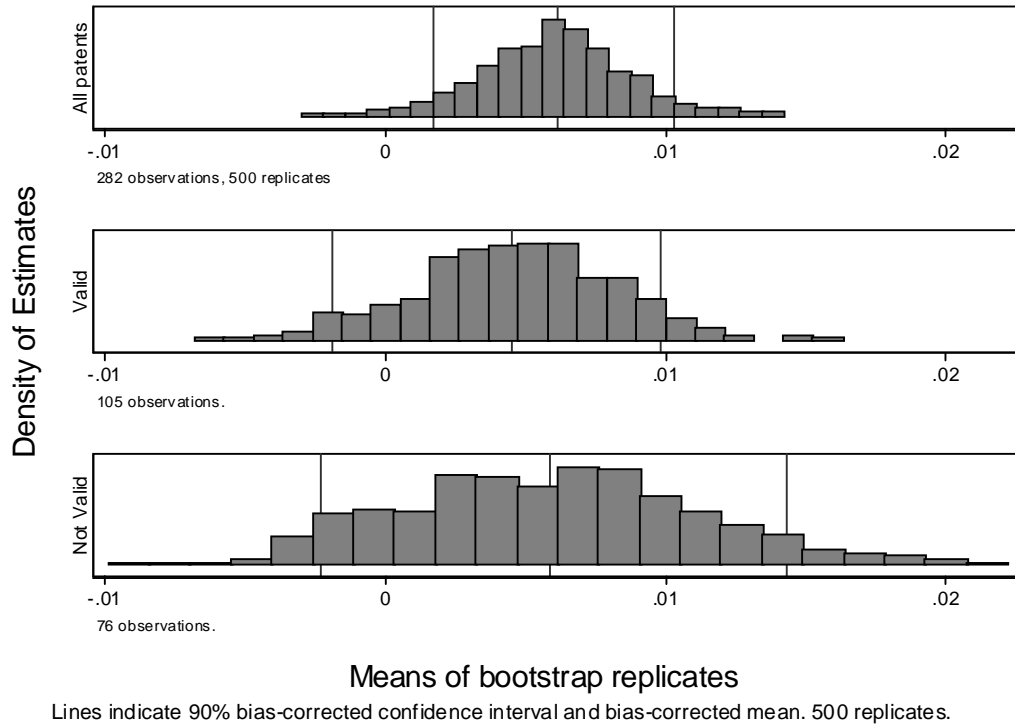 All patents
-.01 0 .01 .02
282 observations, 500 replicates
Density of Estimates
Valid
-.01 0 .01 .02
105 observations.
Not Valid
-.01 0 .01 .02
76 observations.
Means of bootstrap replicates
Lines indicate 90% bias-corrected confidence interval and bias-corrected mean. 500 replicates.